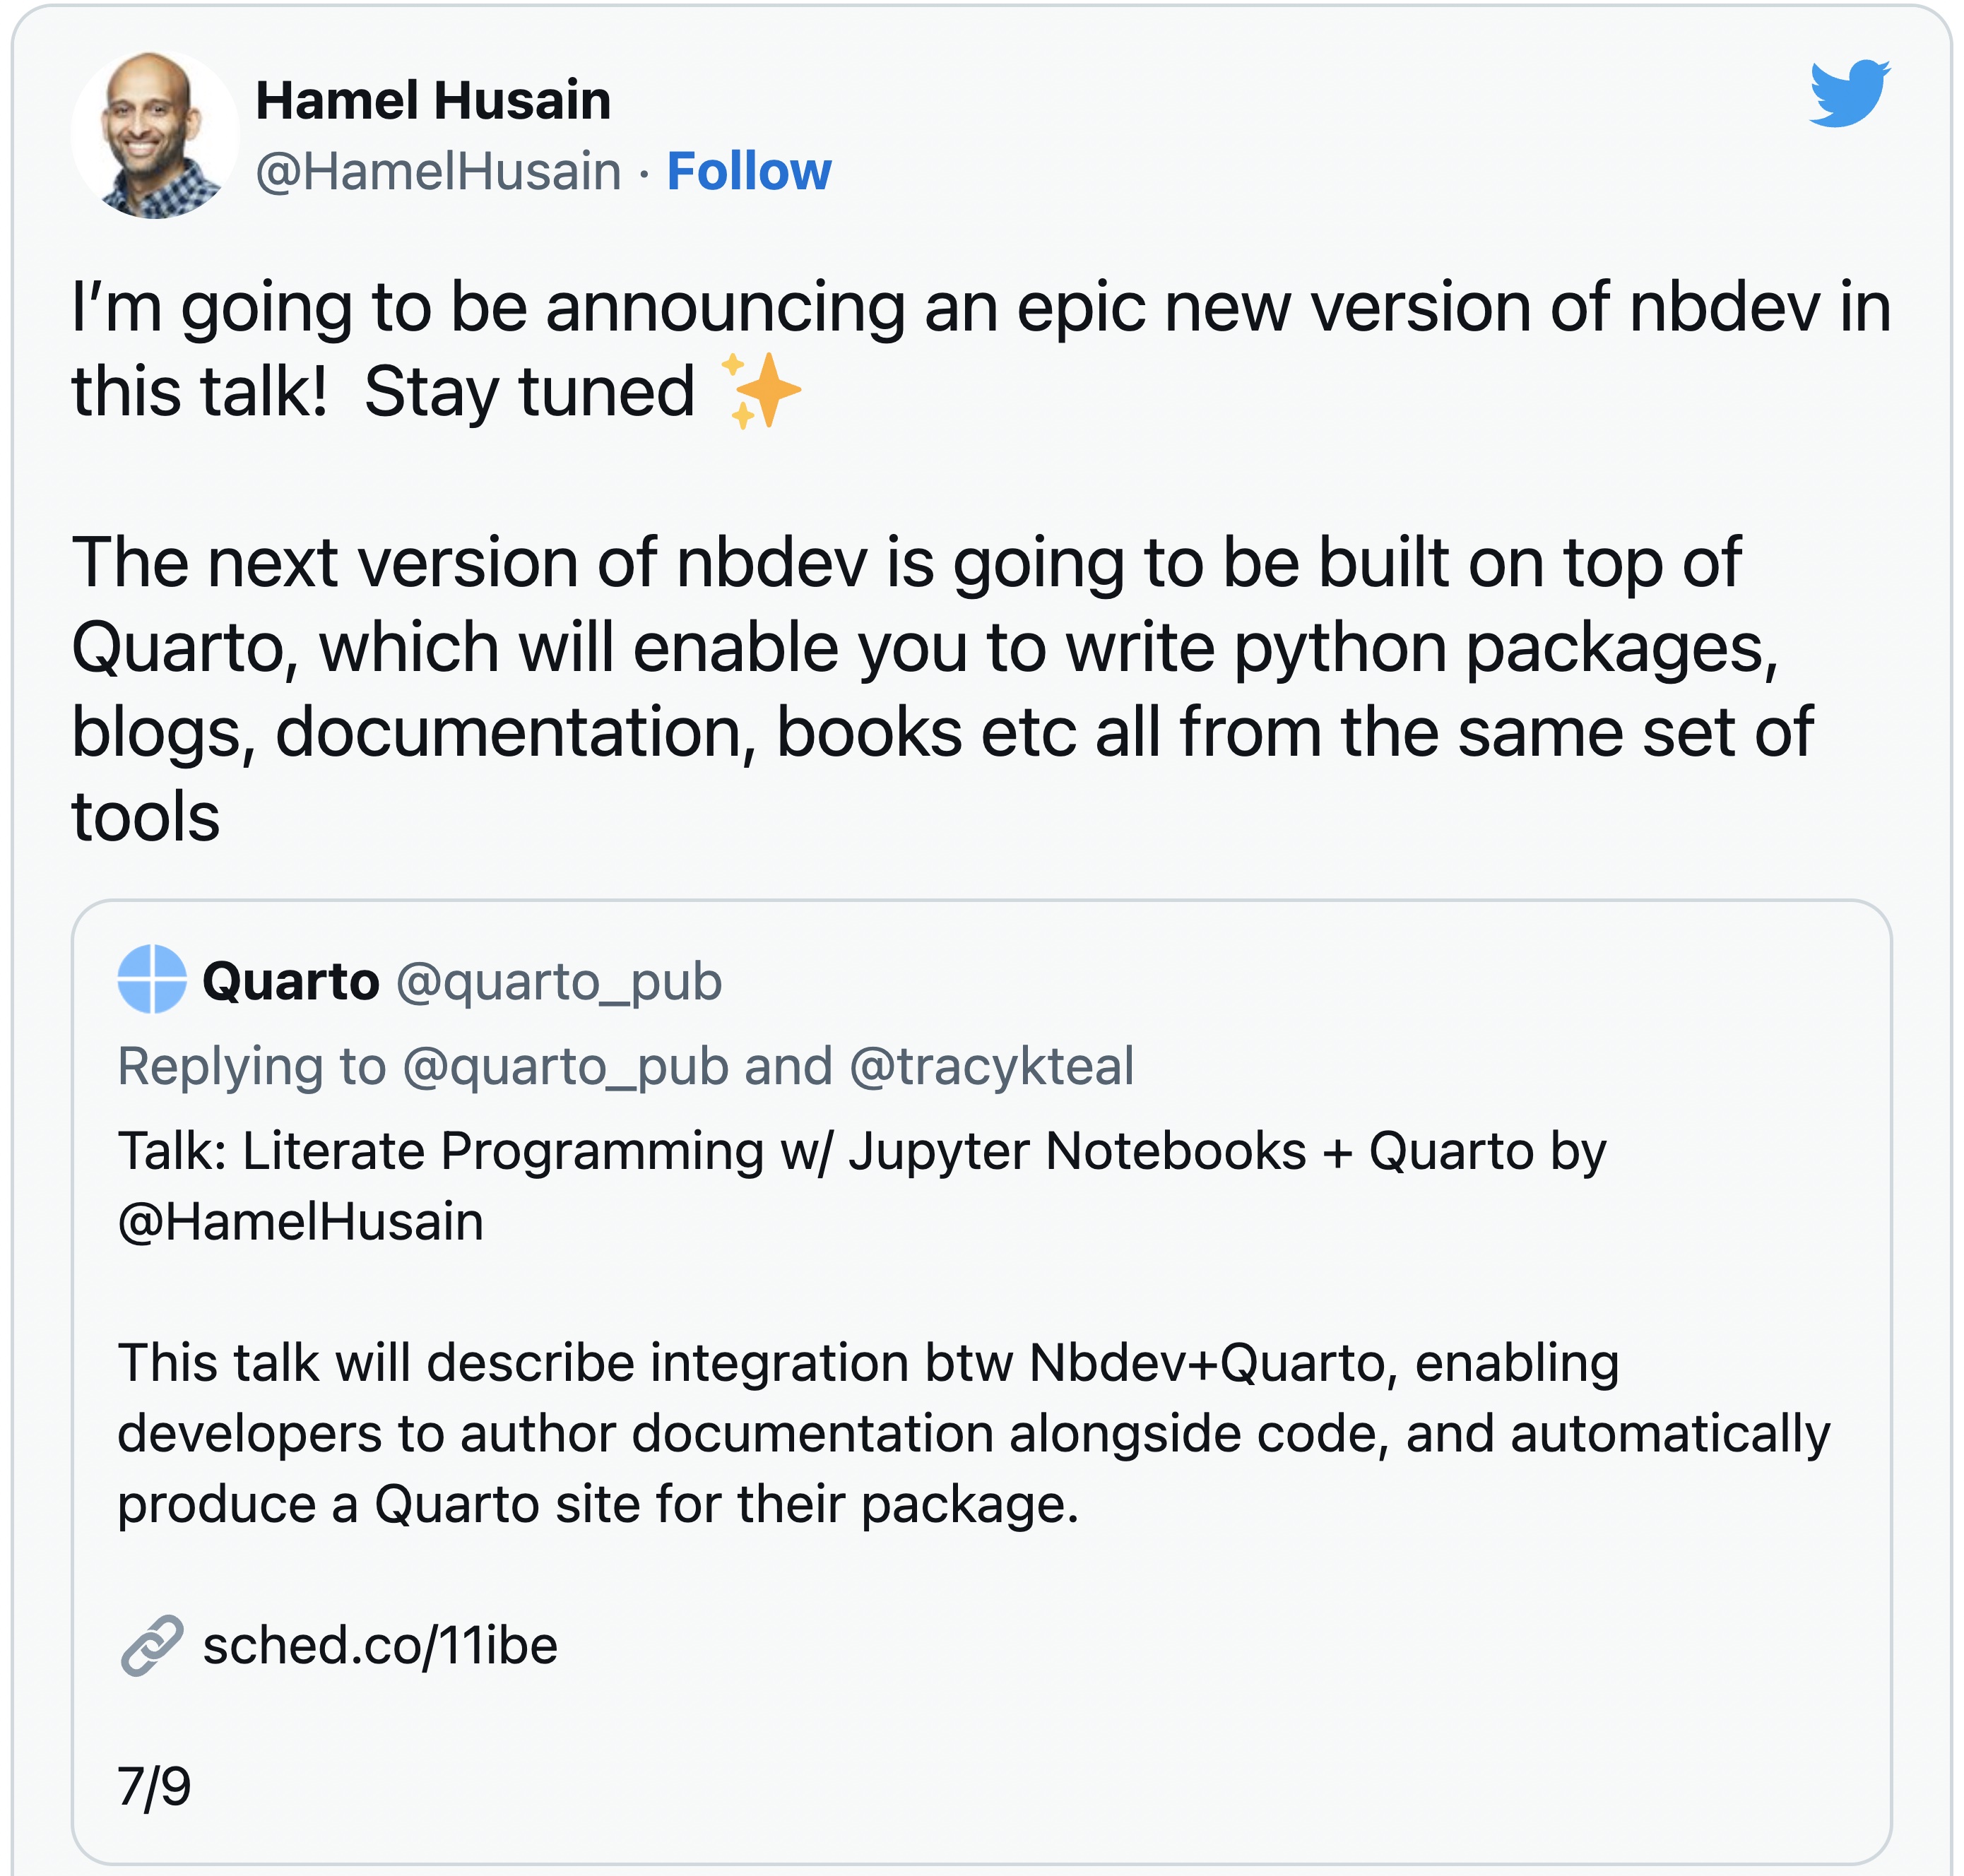 Hamel Husain
@HamelHusain · Follow
I’m going to be announcing an epic new version of nbdev in
this talk!  Stay tuned ✨
The next version of nbdev is going to be built on top of
Quarto, which will enable you to write python packages,
blogs, documentation, books etc all from the same set of
tools
Quarto @quarto_pub
Replying to @quarto_pub and @tracykteal
Talk: Literate Programming w/ Jupyter Notebooks + Quarto by
@HamelHusain
This talk will describe integration btw Nbdev+Quarto, enabling
developers to author documentation alongside code, and automatically
produce a Quarto site for their package.
🔗 sched.co/11ibe
7/9